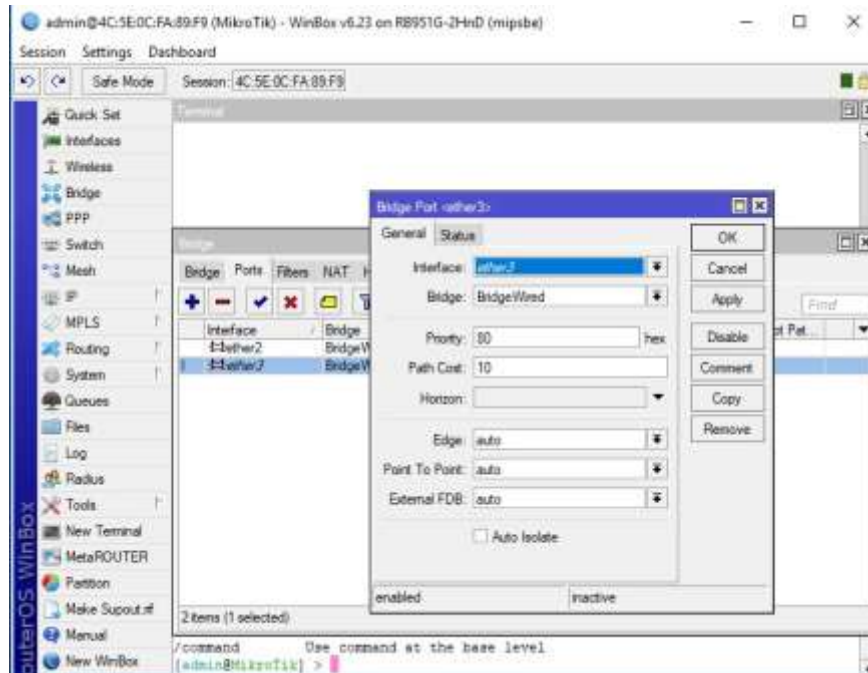 admin@4C:5E:0C:FA:89:F9 (MikroTik) - WinBox v6.23 on RB951G-2HnD (mipsbe)
Session Settings Dashboard
Safe Mode Session: 4C:5E:0C:FA:89:F9
Quick Set
Interfaces
Wireless
Bridge
PPP
Switch
Mesh
IP
MPLS
Routing
System
Queues
Files
Log
Radius
Tools
New Terminal
MetaROUTER
Partition
Make Supout.rif
Manual
New WinBox
RouterOS WinBox
Terminal
Bridge
Bridge Ports Filters NAT
Find
Interface Bridge
ether2 BridgeW
ether3 BridgeW
2 items (1 selected)
Bridge Port <ether3>
General Status
Interface: ether3
Bridge: BridgeWired
Priority: 80 hex
Path Cost: 10
Horizon:
Edge: auto
Point To Point: auto
External FDB: auto
Auto Isolate
enabled inactive
OK
Cancel
Apply
Disable
Comment
Copy
Remove
/command Use command at the base level
[admin@MikroTik] >